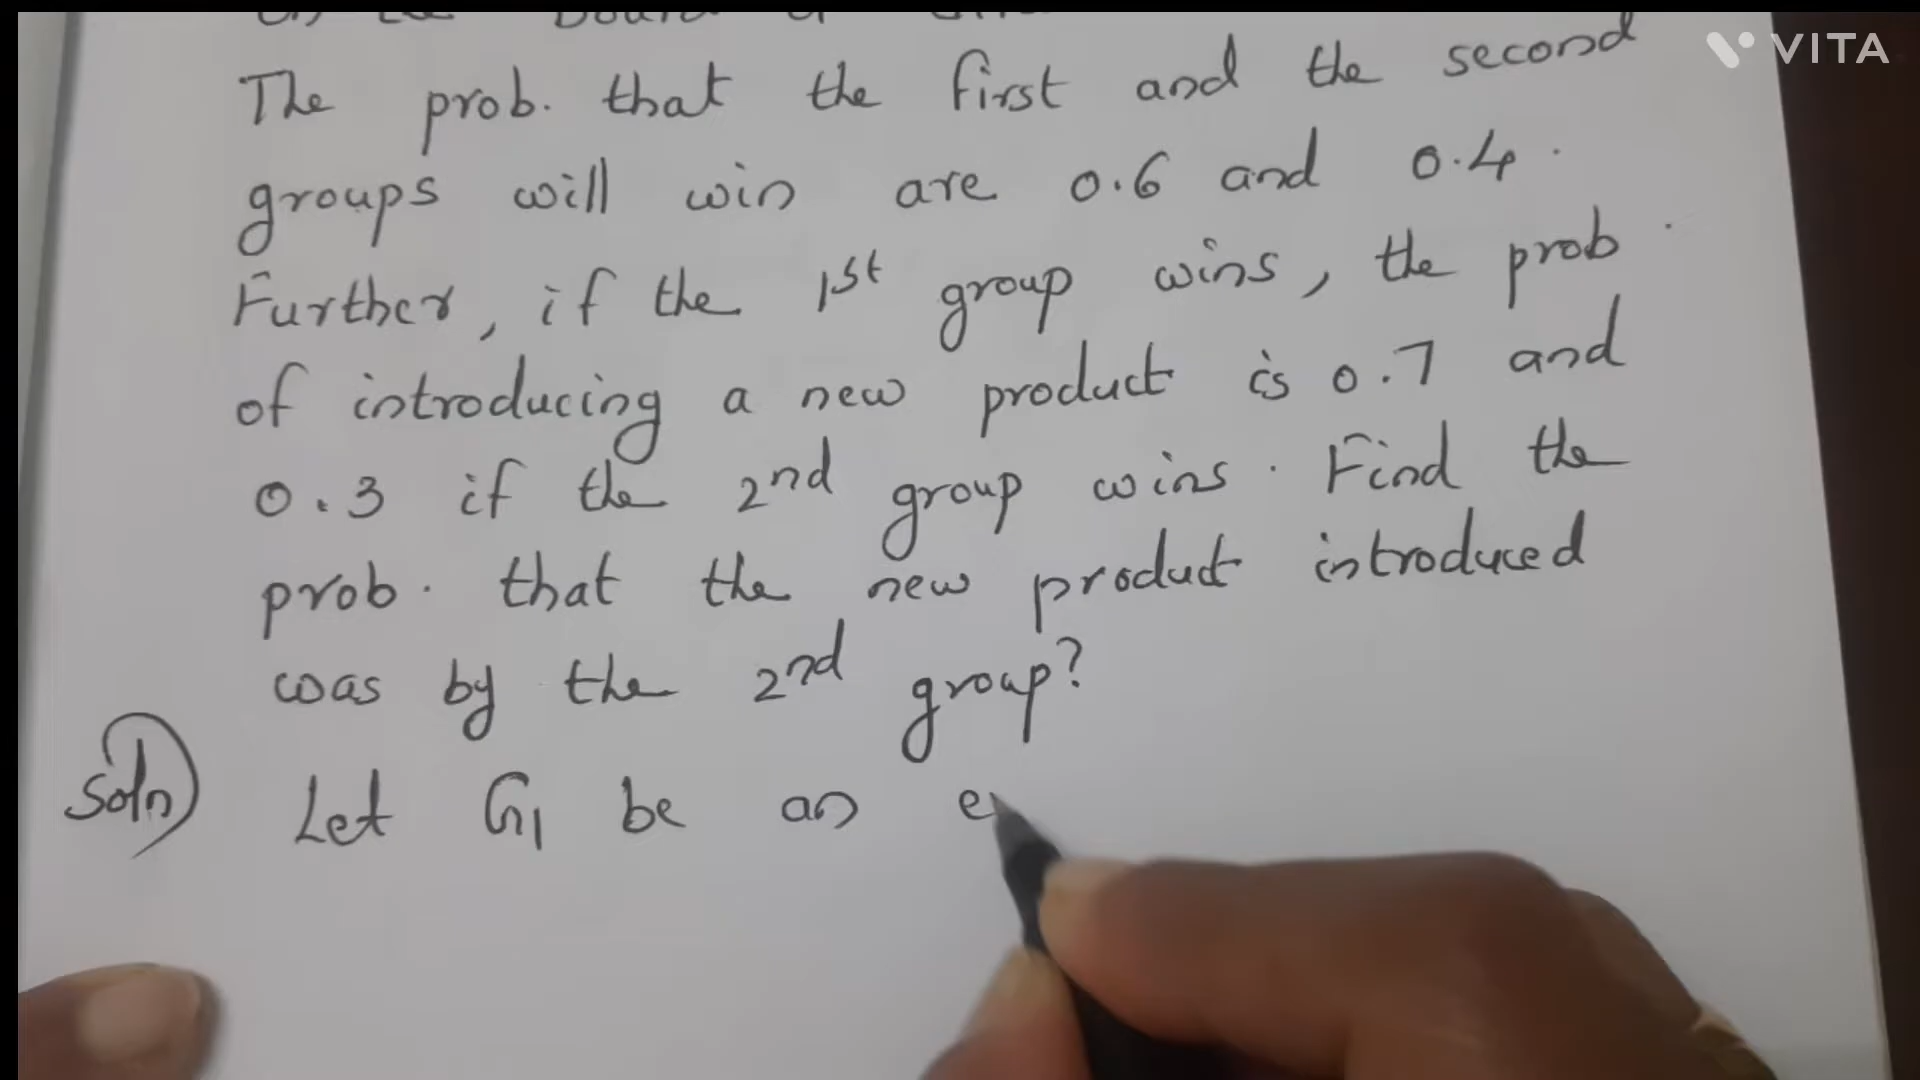 VITA
The prob. that the first and the second
groups will win are 0.6 and 0.4.
Further, if the 1st group wins, the prob.
of introducing a new product is 0.7 and
0.3 if the 2nd group wins. Find the
prob. that the new product introduced
was by the 2nd group?
Soln) Let G1 be an e